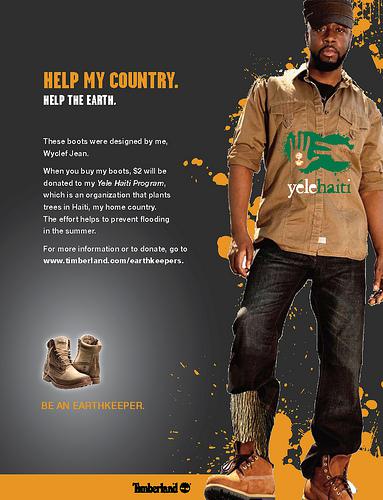 HELP MY COUNTRY.
HELP THE EARTH.
These boots were designed by me,
Wyclef Jean.
When you buy my boots, $2 will be
donated to my Yele Haiti Program,
which is an organization that plants
trees in Haiti, my home country.
The effort helps to prevent flooding
in the summer.
For more information or to donate, go to
www.timberland.com/earthkeepers.
yelehaiti
BE AN EARTHKEEPER.
Timberland